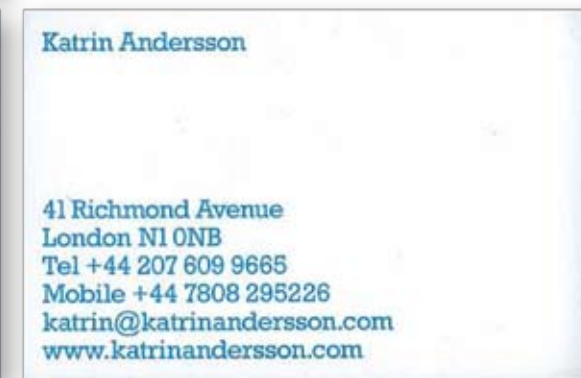 Katrin Andersson
41 Richmond Avenue
London N1 0NB
Tel +44 207 609 9665
Mobile +44 7808 295226
katrin@katrinandersson.com
www.katrinandersson.com